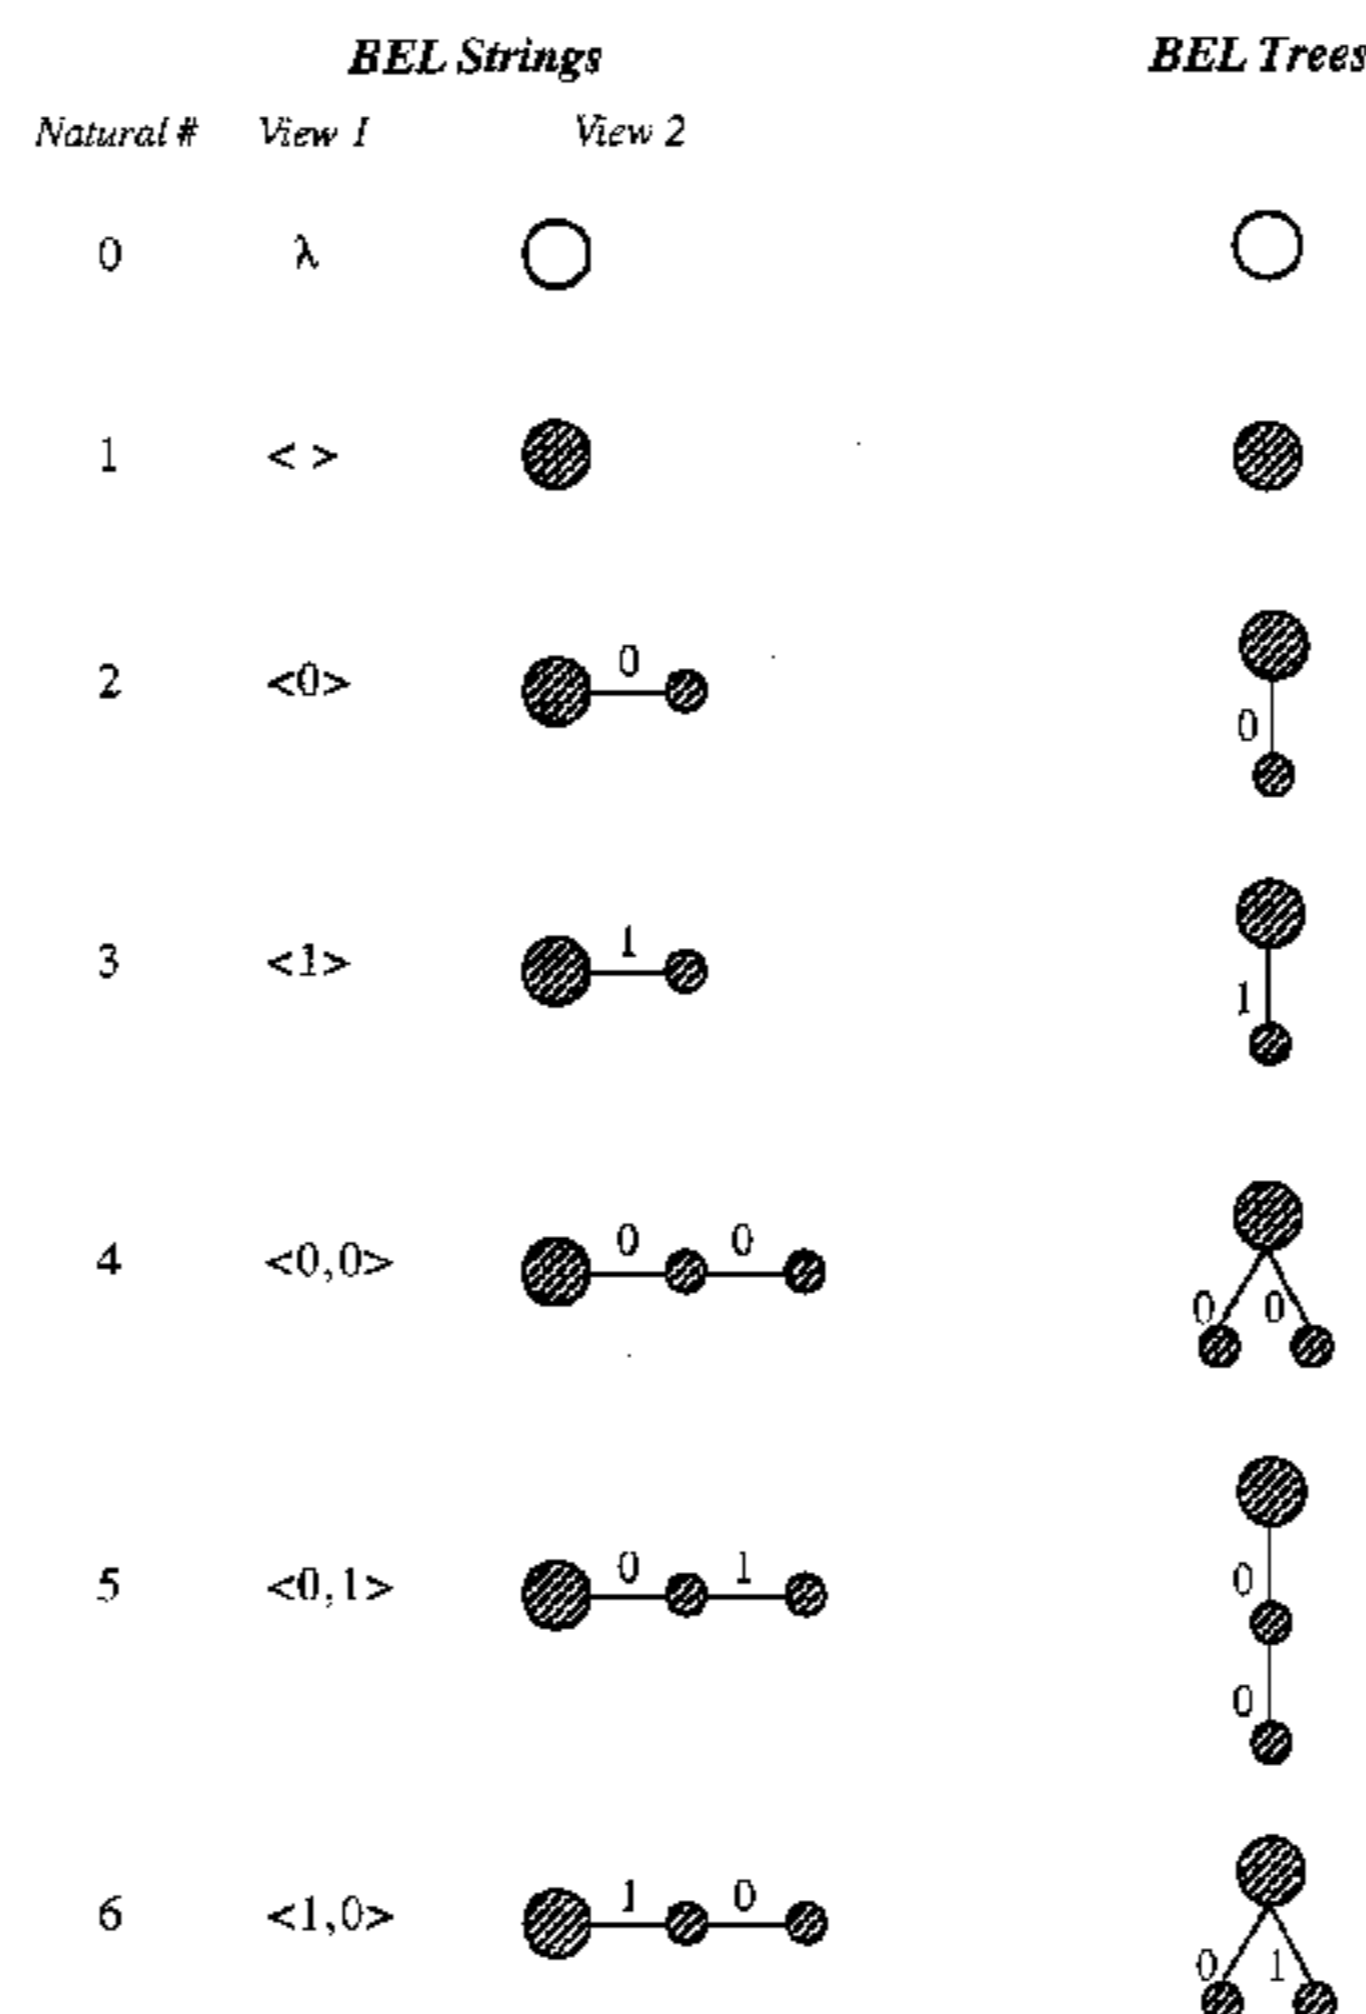 BEL Strings BEL Trees
Natural # View 1 View 2
0 λ
1 < >
2 <0> 0 0
3 <1> 1 1
4 <0,0> 0 0 0 0
5 <0,1> 0 1 0
0
6 <1,0> 1 0 0 1